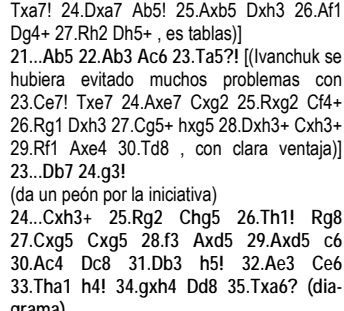 Txa7! 24.Dxa7 Ab5! 25.Axb5 Dxh3 26.Af1
Dg4+ 27.Rh2 Dh5+ , es tablas)]
21...Ab5 22.Ab3 Ac6 23.Ta5?! [(Ivanchuk se
hubiera evitado muchos problemas con
23.Ce7! Txe7 24.Axe7 Cxg2 25.Rxg2 Cf4+
26.Rg1 Dxh3 27.Cg5+ hxg5 28.Dxh3+ Cxh3+
29.Rf1 Axe4 30.Td8 , con clara ventaja)]
23...Db7 24.g3!
(da un peón por la iniciativa)
24...Cxh3+ 25.Rg2 Chg5 26.Th1! Rg8
27.Cxg5 Cxg5 28.f3 Axd5 29.Axd5 c6
30.Ac4 Dc8 31.Db3 h5! 32.Ae3 Ce6
33.Tha1 h4! 34.gxh4 Dd8 35.Txa6? (dia-
grama)